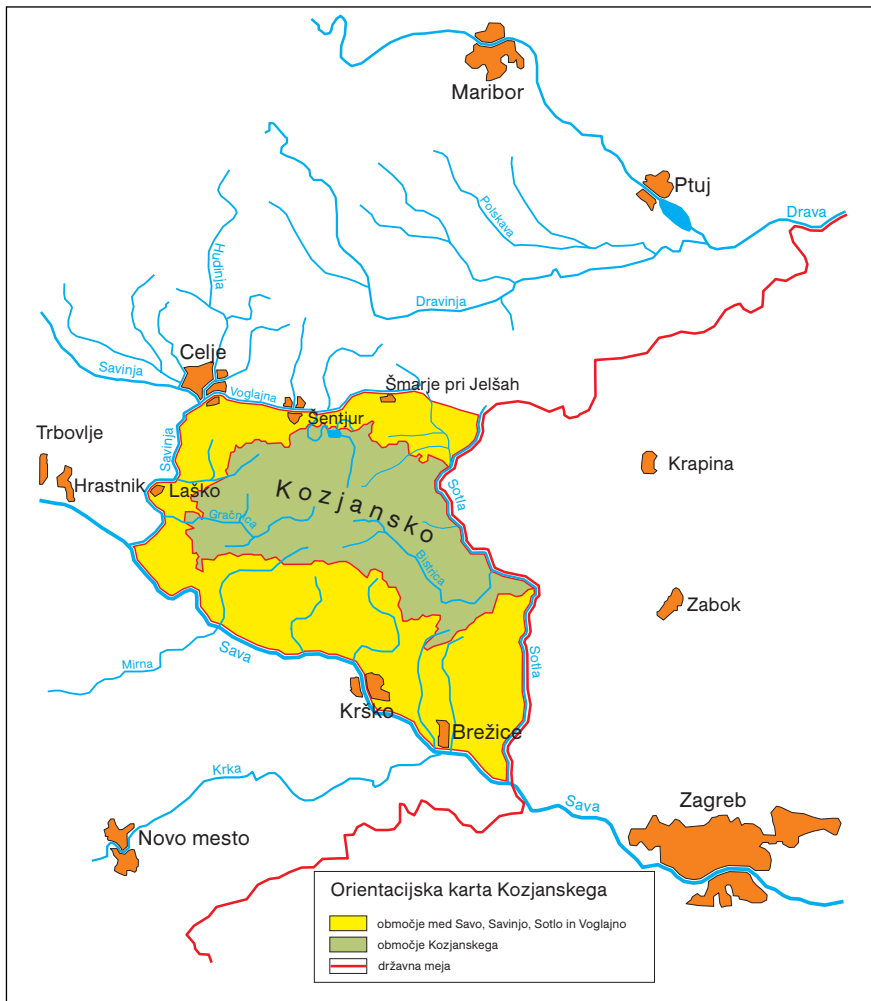 Maribor
Ptuj
Polskava
Drava
Hudinja
Dravinja
Celje
Savinja
Voglajna
Šmarje pri Jelšah
Šentjur
Trbovlje
Savinja
Krapina
Hrastnik
Laško
Kozjansko
Sotla
Gračnica
Bistrica
Zabok
Mirna
Sava
Sotla
Krško
Brežice
Krka
Sava
Zagreb
Novo mesto
Orientacijska karta Kozjanskega
območje med Savo, Savinjo, Sotlo in Voglajno
območje Kozjanskega
državna meja